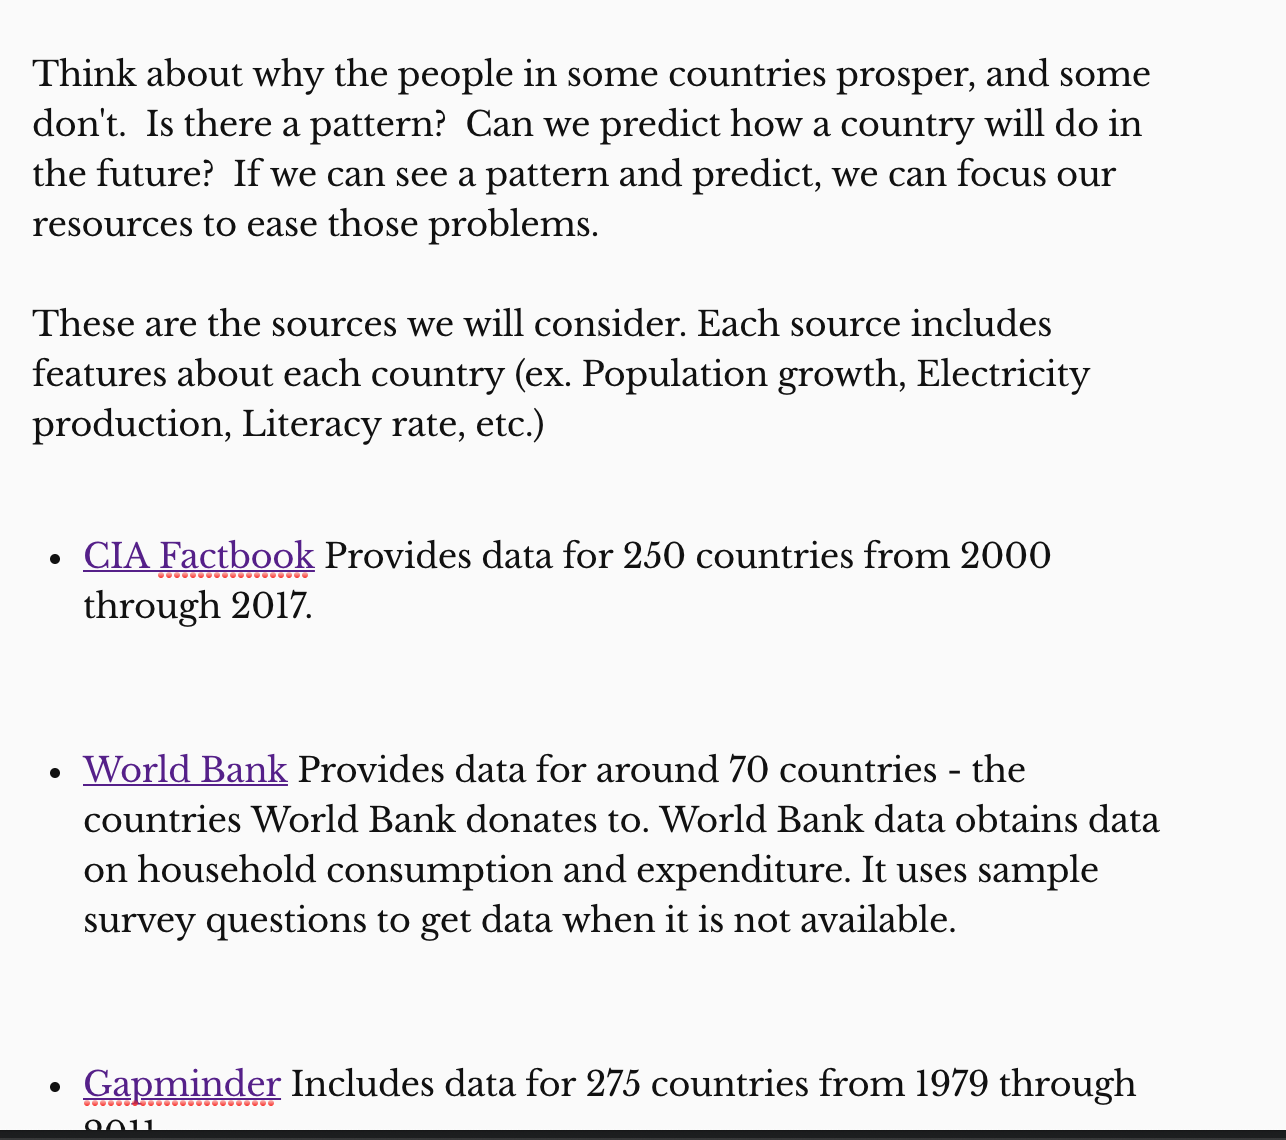 Think about why the people in some countries prosper, and some
don't.  Is there a pattern?  Can we predict how a country will do in
the future?  If we can see a pattern and predict, we can focus our
resources to ease those problems.
These are the sources we will consider. Each source includes
features about each country (ex. Population growth, Electricity
production, Literacy rate, etc.)
• CIA Factbook Provides data for 250 countries from 2000
through 2017.
• World Bank Provides data for around 70 countries - the
countries World Bank donates to. World Bank data obtains data
on household consumption and expenditure. It uses sample
survey questions to get data when it is not available.
• Gapminder Includes data for 275 countries from 1979 through
2011